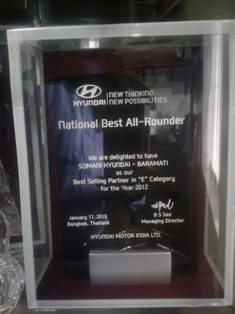 HYUNDAI
NEW THINKING.
NEW POSSIBILITIES.
National Best All-Rounder
We are delighted to have
SOMANI HYUNDAI - BARAMATI
as our
Best Selling Partner in "E" Category
for the Year 2012
January 17, 2013
Bangkok, Thailand
B S Seo
Managing Director
HYUNDAI MOTOR INDIA LTD.